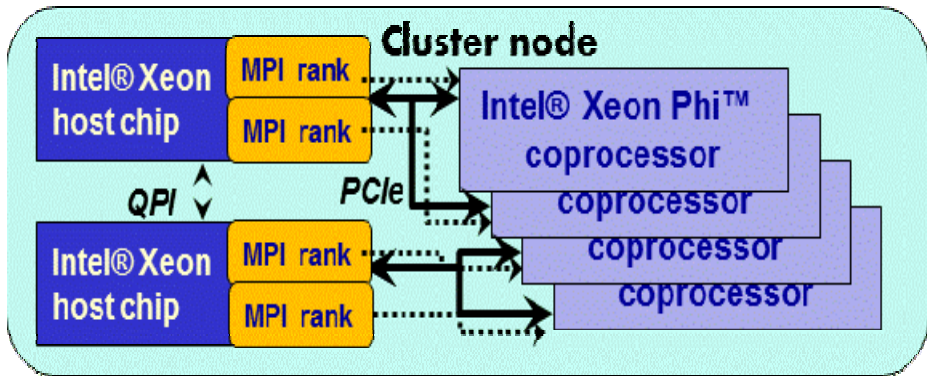 Cluster node
Intel® Xeon
host chip
MPI rank
MPI rank
Intel® Xeon Phi™
coprocessor
coprocessor
coprocessor
coprocessor
QPI
PCIe
Intel® Xeon
host chip
MPI rank
MPI rank